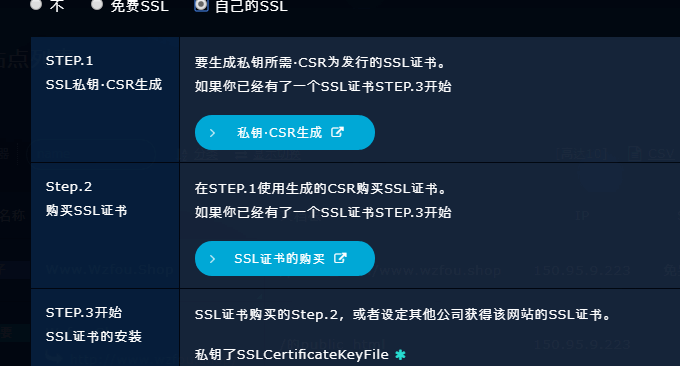 不 免费SSL 自己的SSL
STEP.1
SSL私钥·CSR生成
要生成私钥所需·CSR为发行的SSL证书。
如果你已经有了一个SSL证书STEP.3开始
私钥·CSR生成
Step.2
购买SSL证书
在STEP.1使用生成的CSR购买SSL证书。
如果你已经有了一个SSL证书STEP.3开始
SSL证书的购买
STEP.3开始
SSL证书的安装
SSL证书购买的Step.2，或者设定其他公司获得该网站的SSL证书。
私钥了SSLCertificateKeyFile ✱